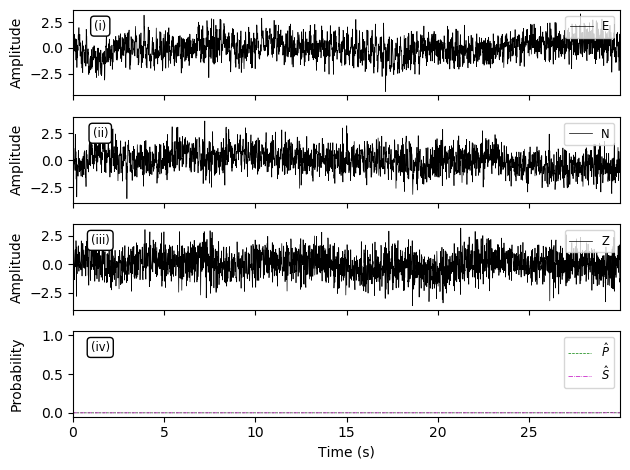 (i)
E
2.5
0.0
−2.5
Amplitude
(ii)
N
2.5
0.0
−2.5
Amplitude
(iii)
Z
2.5
0.0
−2.5
Amplitude
(iv)
P̂
Ŝ
1.0
0.5
0.0
Probability
0 5 10 15 20 25
Time (s)